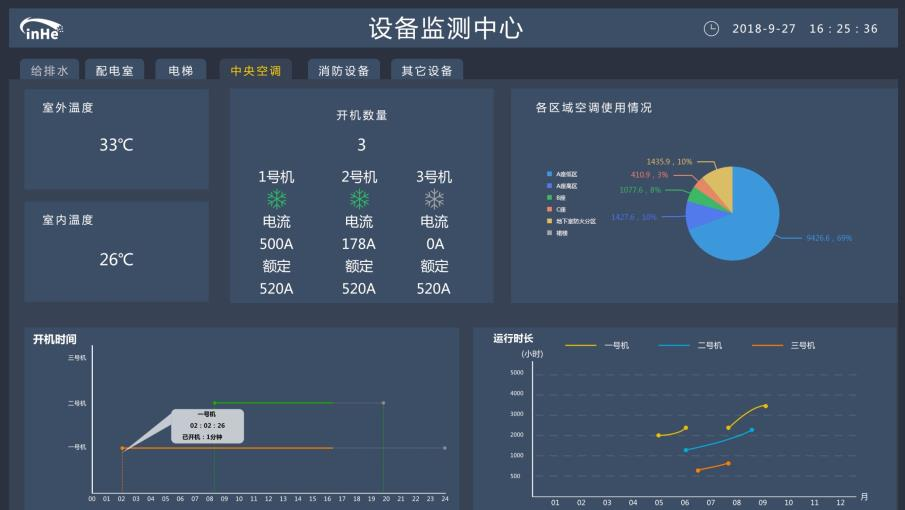 inHe
设备监测中心
2018-9-27 16:25:36
给排水 配电室 电梯 中央空调 消防设备 其它设备
室外温度
33℃
室内温度
26℃
开机数量
3
1号机 2号机 3号机
电流 电流 电流
500A 178A 0A
额定 额定 额定
520A 520A 520A
各区域空调使用情况
A座低区
A座高区
B座
C座
地下室防火分区
裙楼
1435.9，10%
410.9，3%
1077.6，8%
1427.6，10%
9426.6，69%
开机时间
三号机
二号机
一号机
一号机
02：02：26
已开机：1分钟
00 01 02 03 04 05 06 07 08 09 10 11 12 13 14 15 16 17 18 19 20 21 22 23 24
运行时长
(小时)
一号机 二号机 三号机
5000
4000
3000
2000
1000
500
01 02 03 04 05 06 07 08 09 10 11 12 月